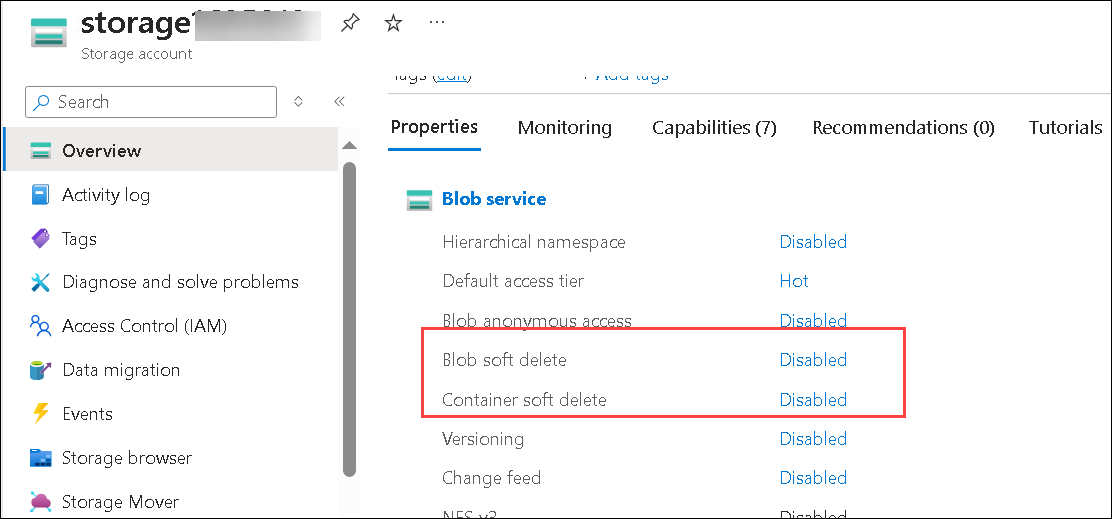 storage
Storage account
Tags (edit)
Add tags
Search
Overview
Activity log
Tags
Diagnose and solve problems
Access Control (IAM)
Data migration
Events
Storage browser
Storage Mover
Properties Monitoring Capabilities (7) Recommendations (0) Tutorials
Blob service
Hierarchical namespace Disabled
Default access tier Hot
Blob anonymous access Disabled
Blob soft delete Disabled
Container soft delete Disabled
Versioning Disabled
Change feed Disabled
NFS v3 Disabled